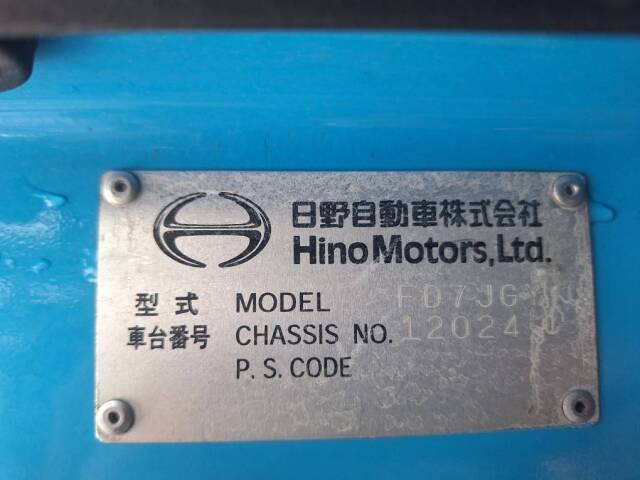 日野自動車株式会社
Hino Motors, Ltd.
型式 MODEL FD7JG
車台番号 CHASSIS NO. 12024
P.S. CODE